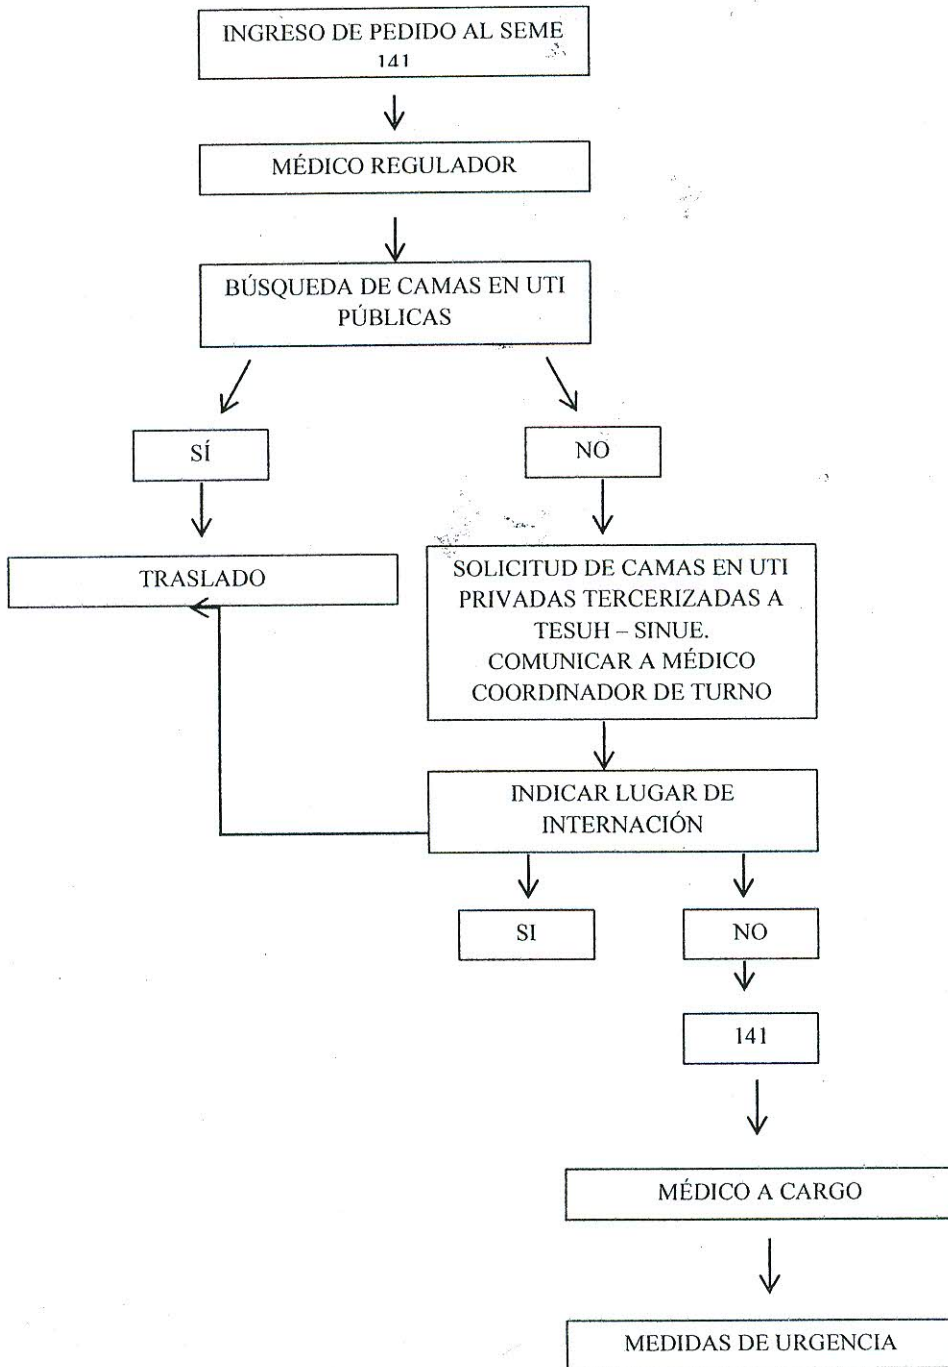 INGRESO DE PEDIDO AL SEME
141
MÉDICO REGULADOR
BÚSQUEDA DE CAMAS EN UTI
PÚBLICAS
SÍ
NO
TRASLADO
SOLICITUD DE CAMAS EN UTI
PRIVADAS TERCERIZADAS A
TESUH – SINUE.
COMUNICAR A MÉDICO
COORDINADOR DE TURNO
INDICAR LUGAR DE
INTERNACIÓN
SI
NO
141
MÉDICO A CARGO
MEDIDAS DE URGENCIA